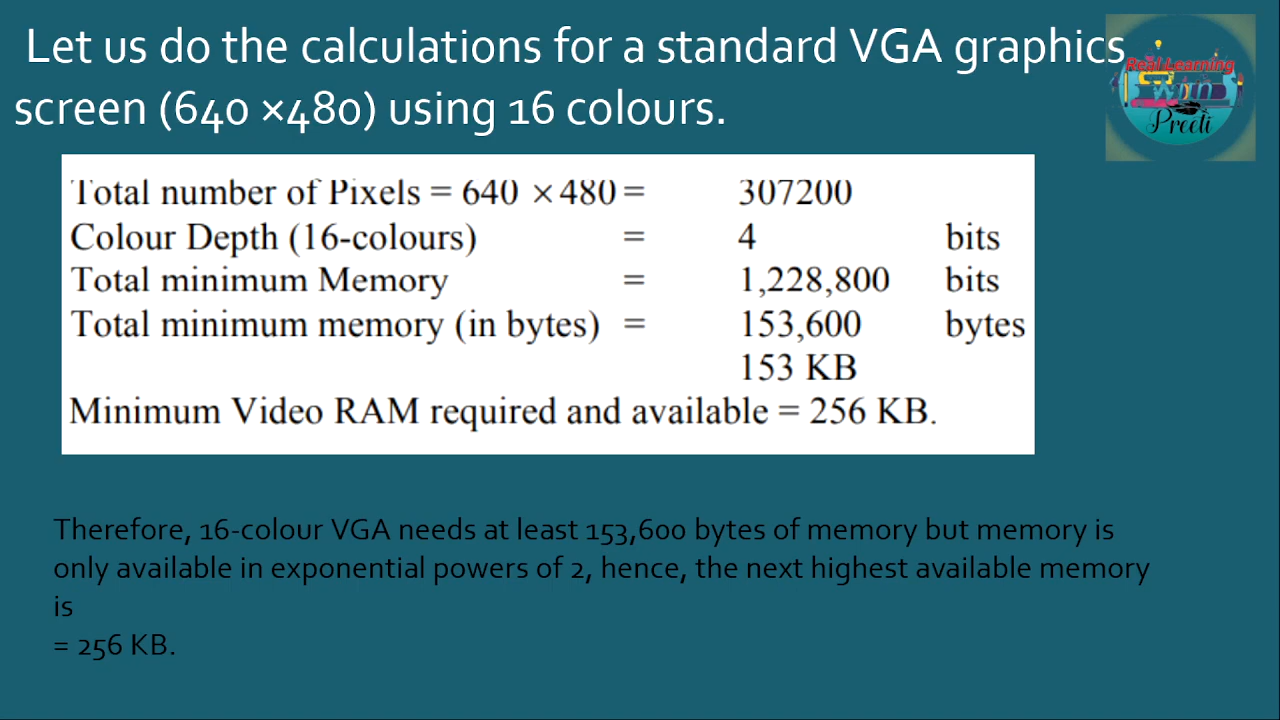 Let us do the calculations for a standard VGA graphics
screen (640 ×480) using 16 colours.
Real Learning
Preeti
Total number of Pixels = 640 ×480 = 307200
Colour Depth (16-colours) = 4 bits
Total minimum Memory = 1,228,800 bits
Total minimum memory (in bytes) = 153,600 bytes
153 KB
Minimum Video RAM required and available = 256 KB.
Therefore, 16-colour VGA needs at least 153,600 bytes of memory but memory is
only available in exponential powers of 2, hence, the next highest available memory
is
= 256 KB.